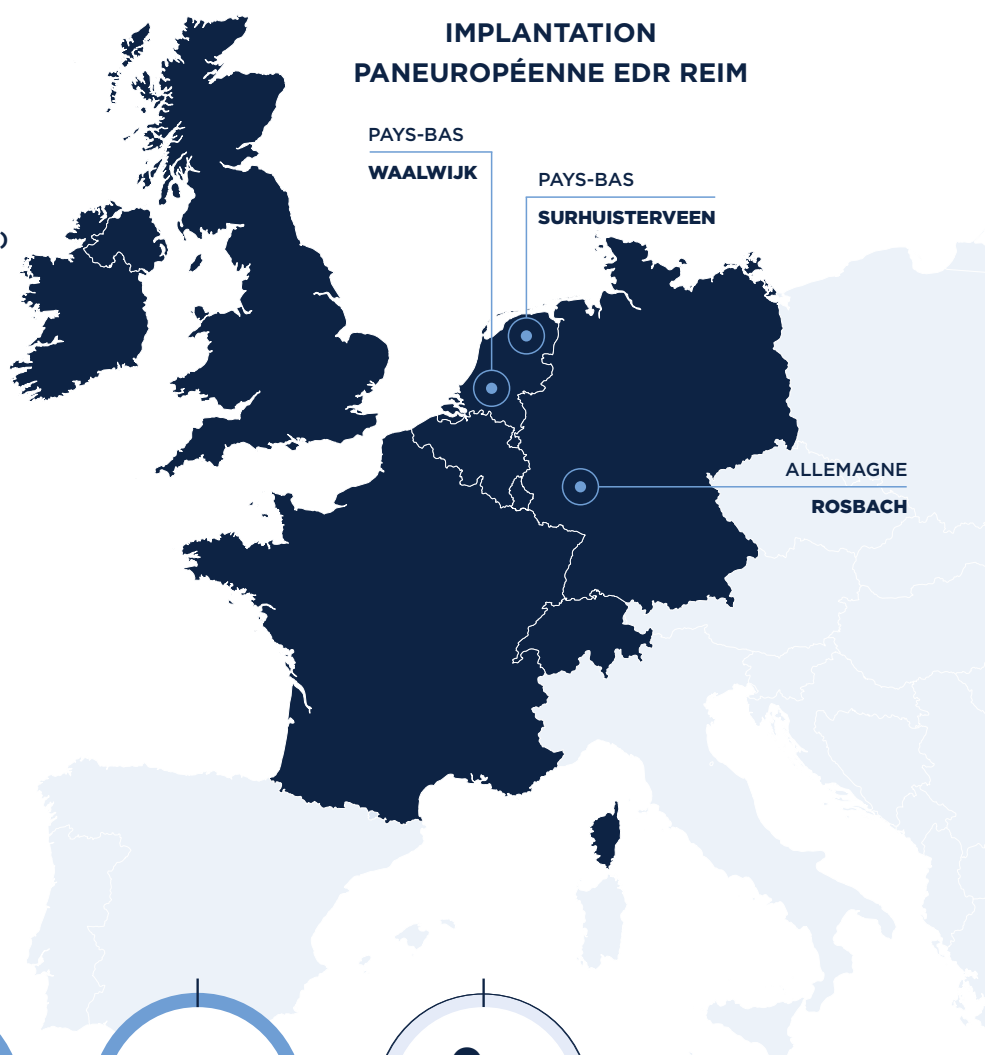 IMPLANTATION
PANEUROPÉENNE EDR REIM
PAYS-BAS
WAALWIJK
PAYS-BAS
SURHUISTERVEEN
)
ALLEMAGNE
ROSBACH